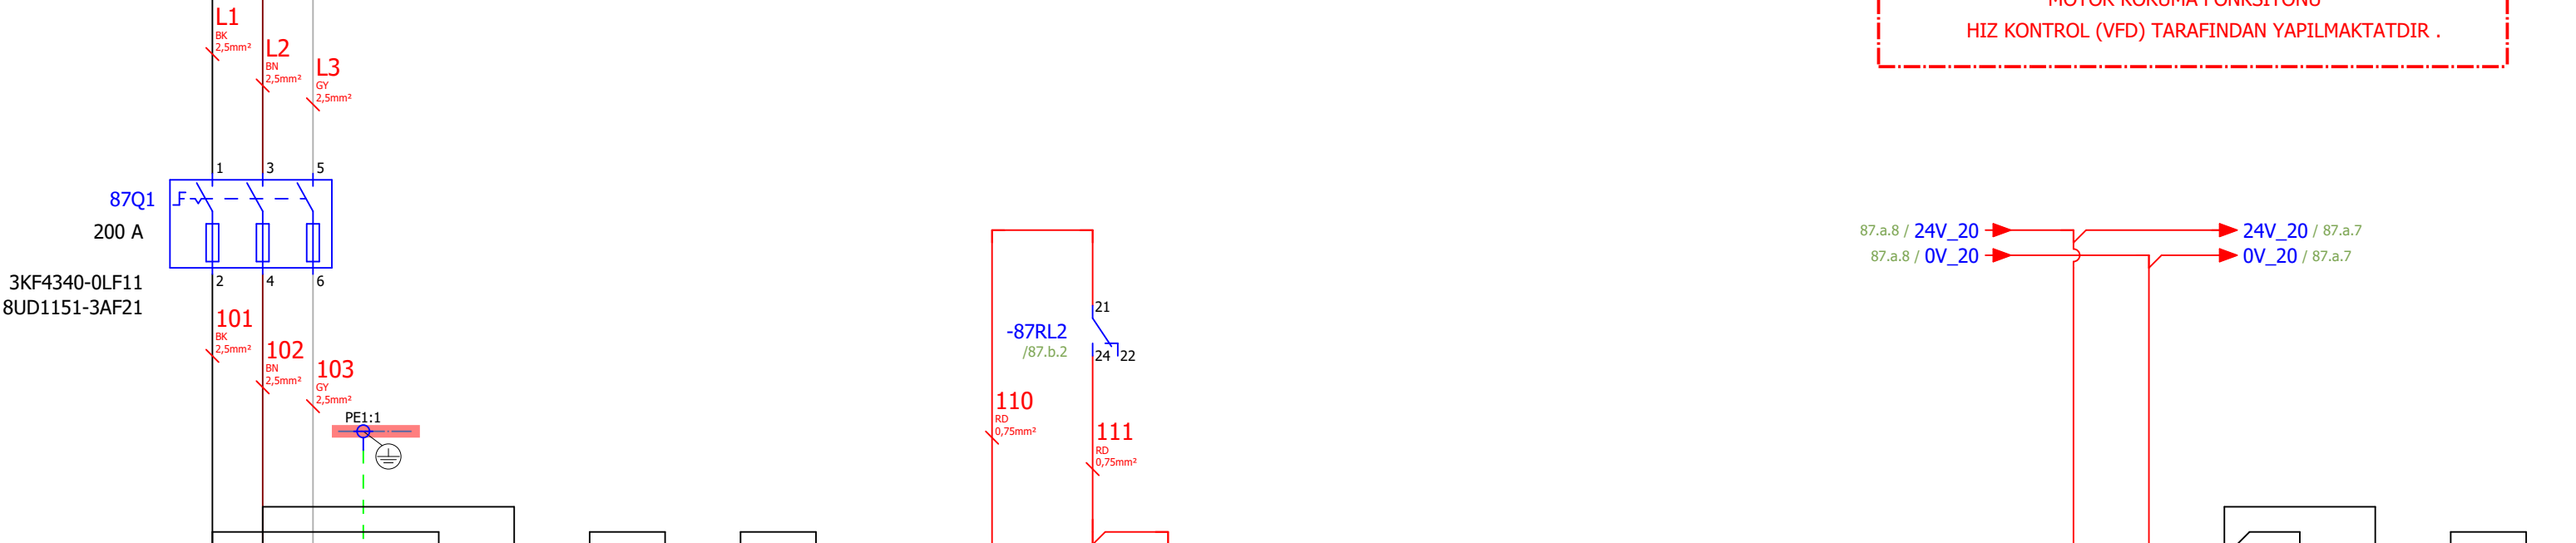 MOTOR KORUMA FONKSİYONU
HIZ KONTROL (VFD) TARAFINDAN YAPILMAKTATDIR .
L1
BK
2,5mm²
L2
BN
2,5mm²
L3
GY
2,5mm²
1
3
5
87Q1
200 A
3KF4340-0LF11
8UD1151-3AF21
2
4
6
101
BK
2,5mm²
102
BN
2,5mm²
103
GY
2,5mm²
PE1:1
21
-87RL2
/87.b.2
24
22
110
RD
0,75mm²
111
RD
0,75mm²
87.a.8 / 24V_20
87.a.8 / 0V_20
24V_20 / 87.a.7
0V_20 / 87.a.7